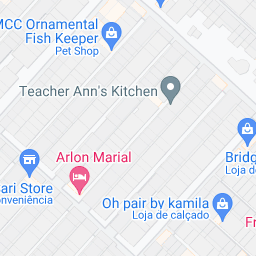 MCC Ornamental
Fish Keeper
Pet Shop
Teacher Ann's Kitchen
Arlon Marial
Bridg
Loja de
ari Store
onveniência
Oh pair by kamila
Loja de calçado
Fr